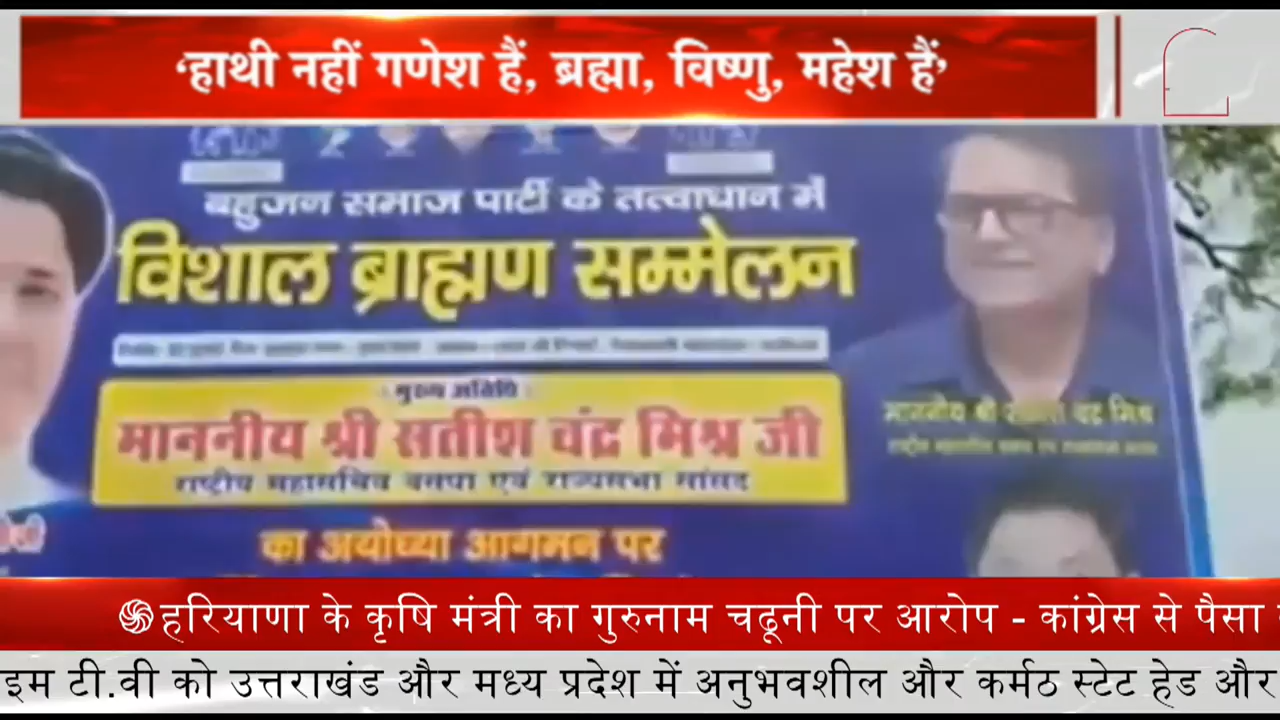 ‘हाथी नहीं गणेश हैं, ब्रह्मा, विष्णु, महेश हैं’
बहुजन समाज पार्टी के तत्वाधान में
विशाल ब्राह्मण सम्मेलन
मुख्य अतिथि
माननीय श्री सतीश चंद्र मिश्र जी
राष्ट्रीय महासचिव बसपा एवं राज्यसभा सांसद
माननीय श्री सतीश चंद्र मिश्र
का अयोध्या आगमन पर
हरियाणा के कृषि मंत्री का गुरुनाम चढूनी पर आरोप - कांग्रेस से पैसा
इम टी.वी को उत्तराखंड और मध्य प्रदेश में अनुभवशील और कर्मठ स्टेट हेड और